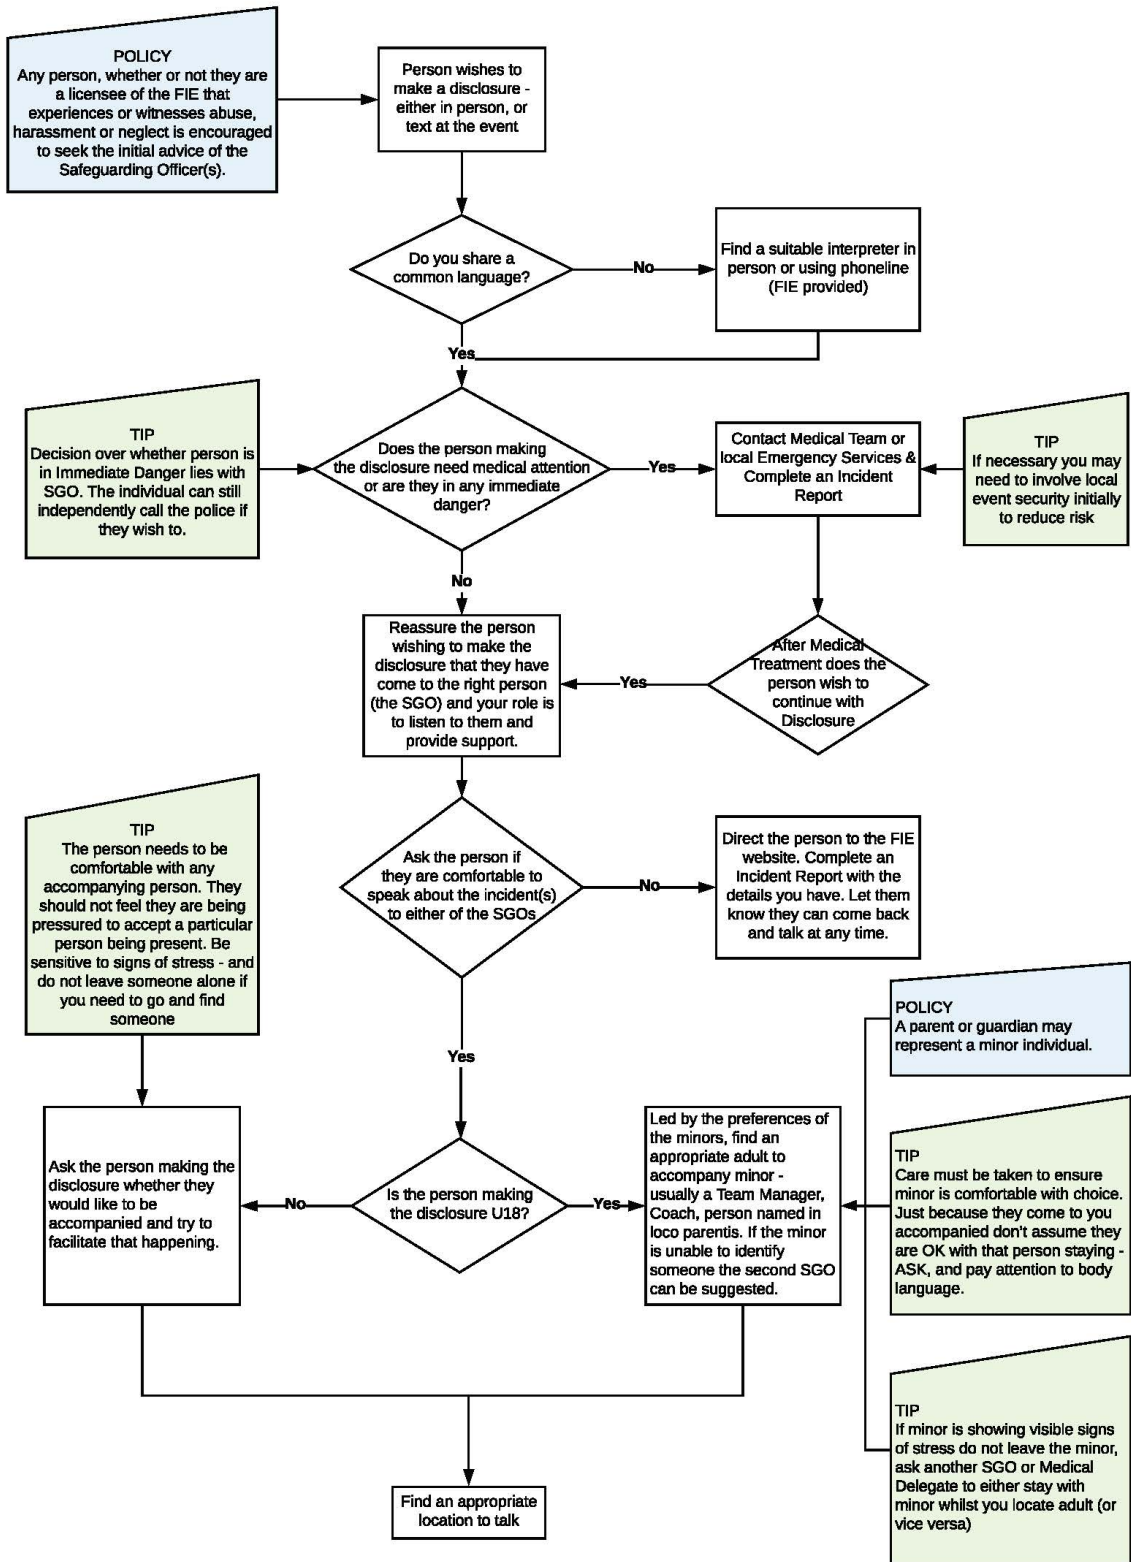 POLICY
Any person, whether or not they are
a licensee of the FIE that
experiences or witnesses abuse,
harassment or neglect is encouraged
to seek the initial advice of the
Safeguarding Officer(s).
Person wishes to
make a disclosure -
either in person, or
text at the event
Do you share a
common language?
No
Find a suitable interpreter in
person or using phoneline
(FIE provided)
Yes
TIP
Decision over whether person is
in Immediate Danger lies with
SGO. The individual can still
independently call the police if
they wish to.
Does the person making
the disclosure need medical attention
or are they in any immediate
danger?
Yes
Contact Medical Team or
local Emergency Services &
Complete an Incident
Report
TIP
If necessary you may
need to involve local
event security initially
to reduce risk
No
Reassure the person
wishing to make the
disclosure that they have
come to the right person
(the SGO) and your role is
to listen to them and
provide support.
Yes
After Medical
Treatment does the
person wish to
continue with
Disclosure
TIP
The person needs to be
comfortable with any
accompanying person. They
should not feel they are being
pressured to accept a particular
person being present. Be
sensitive to signs of stress - and
do not leave someone alone if
you need to go and find
someone
Ask the person if
they are comfortable to
speak about the incident(s)
to either of the SGOs
No
Direct the person to the FIE
website. Complete an
Incident Report with the
details you have. Let them
know they can come back
and talk at any time.
Yes
POLICY
A parent or guardian may
represent a minor individual.
Ask the person making the
disclosure whether they
would like to be
accompanied and try to
facilitate that happening.
No
Is the person making
the disclosure U18?
Yes
Led by the preferences of
the minors, find an
appropriate adult to
accompany minor -
usually a Team Manager,
Coach, person named in
loco parentis. If the minor
is unable to identify
someone the second SGO
can be suggested.
TIP
Care must be taken to ensure
minor is comfortable with choice.
Just because they come to you
accompanied don't assume they
are OK with that person staying -
ASK, and pay attention to body
language.
TIP
If minor is showing visible signs
of stress do not leave the minor,
ask another SGO or Medical
Delegate to either stay with
minor whilst you locate adult (or
vice versa)
Find an appropriate
location to talk